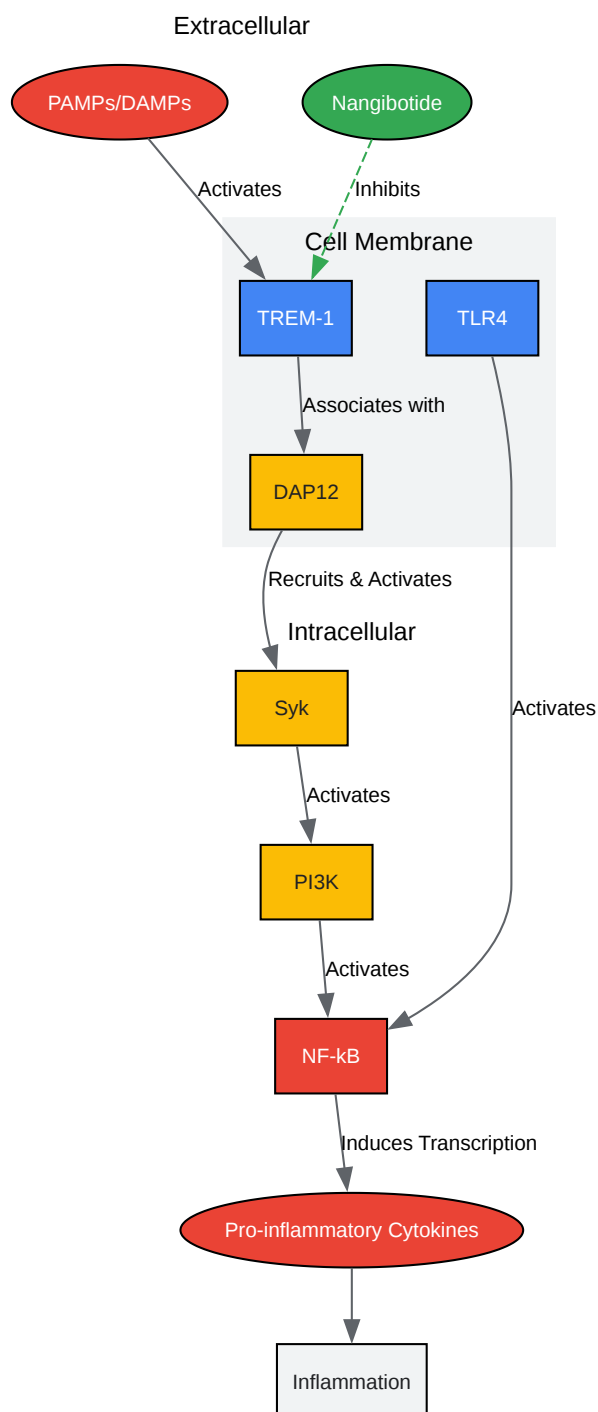 Extracellular
PAMPs/DAMPs
Nangibotide
Activates
Inhibits
Cell Membrane
TREM-1
TLR4
Associates with
DAP12
Recruits & Activates
Intracellular
Syk
Activates
Activates
PI3K
Activates
NF-kB
Induces Transcription
Pro-inflammatory Cytokines
Inflammation